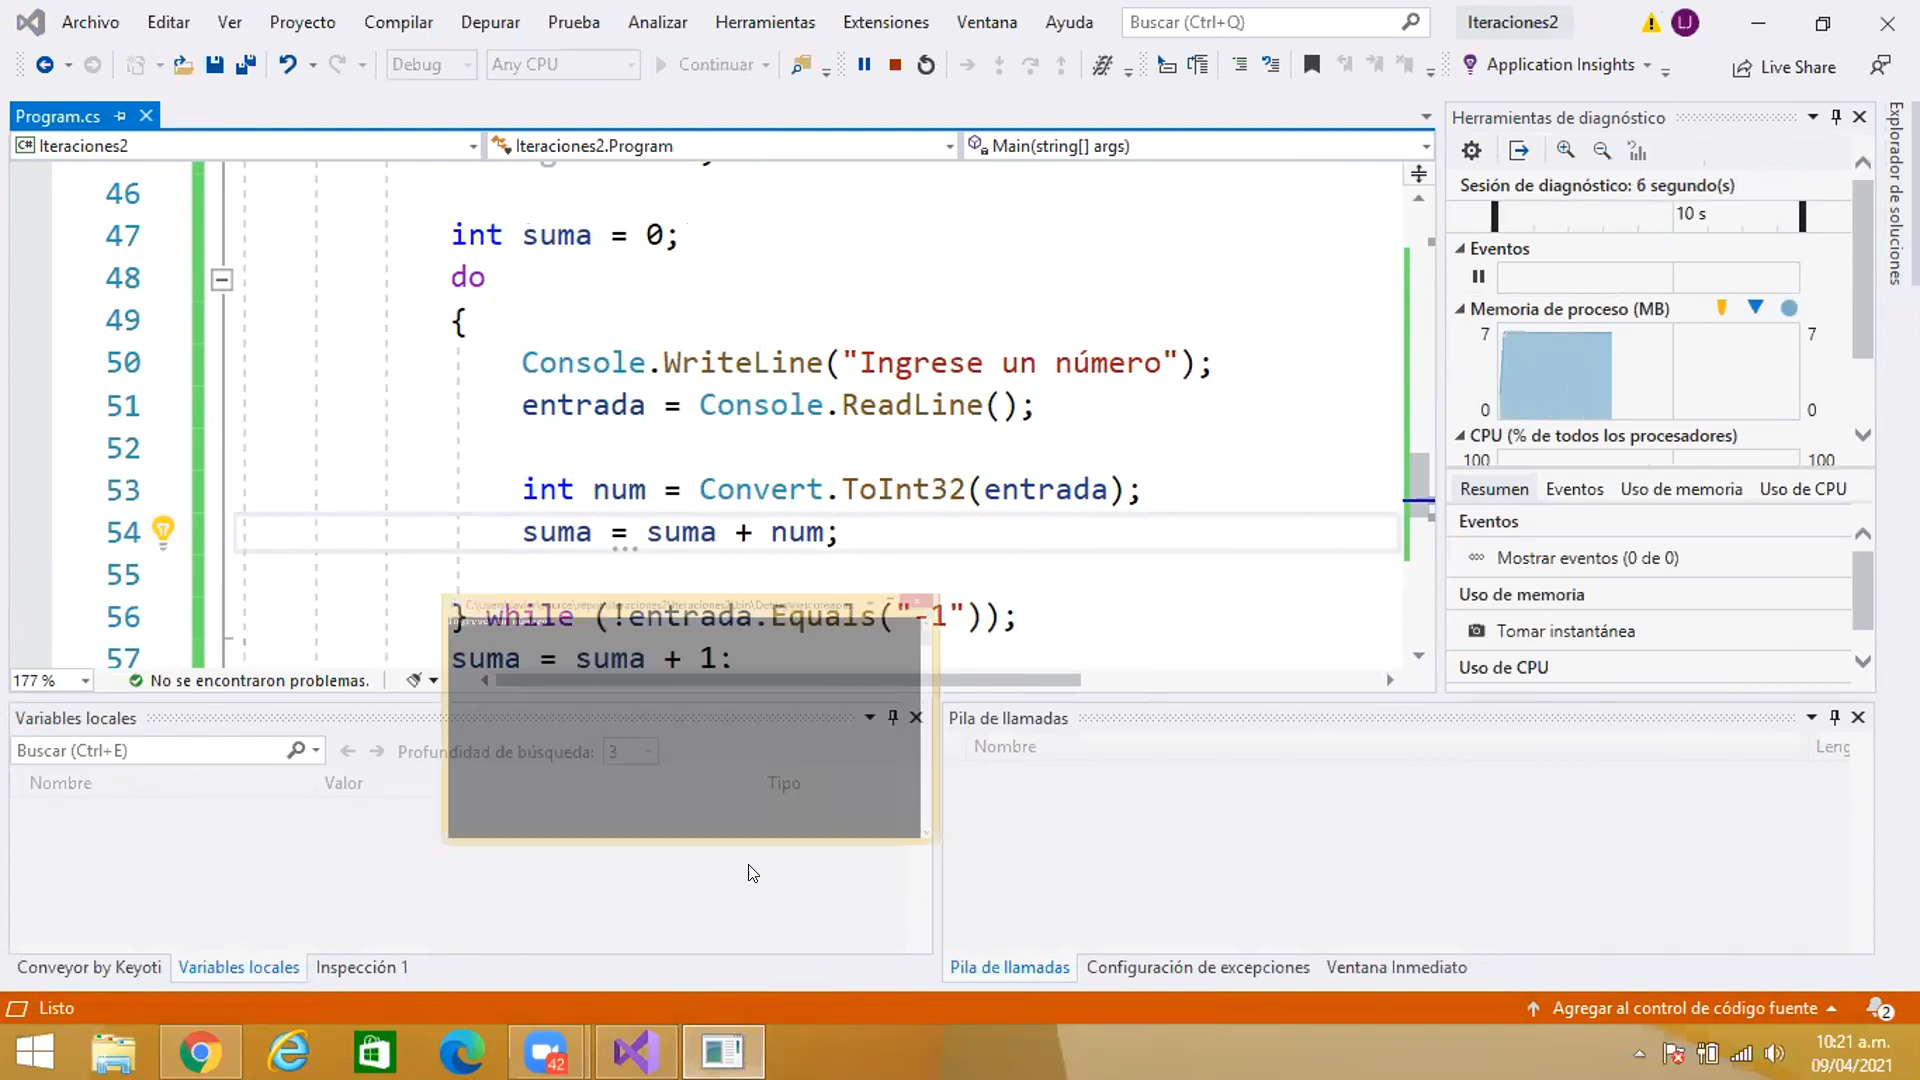 Archivo Editar Ver Proyecto Compilar Depurar Prueba Analizar Herramientas Extensiones Ventana Ayuda Buscar (Ctrl+Q) Iteraciones2 LJ
Debug Any CPU Continuar Application Insights Live Share
Program.cs
Iteraciones2 Iteraciones2.Program Main(string[] args)
46
47 int suma = 0;
48 do
49 {
50 Console.WriteLine("Ingrese un número");
51 entrada = Console.ReadLine();
52
53 int num = Convert.ToInt32(entrada);
54 suma = suma + num;
55
56 } while (!entrada.Equals("-1"));
57 suma = suma + 1;
177 % No se encontraron problemas.
Herramientas de diagnóstico
Sesión de diagnóstico: 6 segundo(s)
10 s
Eventos
Memoria de proceso (MB)
7 7
0 0
CPU (% de todos los procesadores)
100 100
Resumen Eventos Uso de memoria Uso de CPU
Eventos
Mostrar eventos (0 de 0)
Uso de memoria
Tomar instantánea
Uso de CPU
Explorador de soluciones
Variables locales
Buscar (Ctrl+E) Profundidad de búsqueda: 3
Nombre Valor Tipo
Pila de llamadas
Nombre Leng
Conveyor by Keyoti Variables locales Inspección 1
Pila de llamadas Configuración de excepciones Ventana Inmediato
Listo Agregar al control de código fuente 2
42
10:21 a.m.
09/04/2021